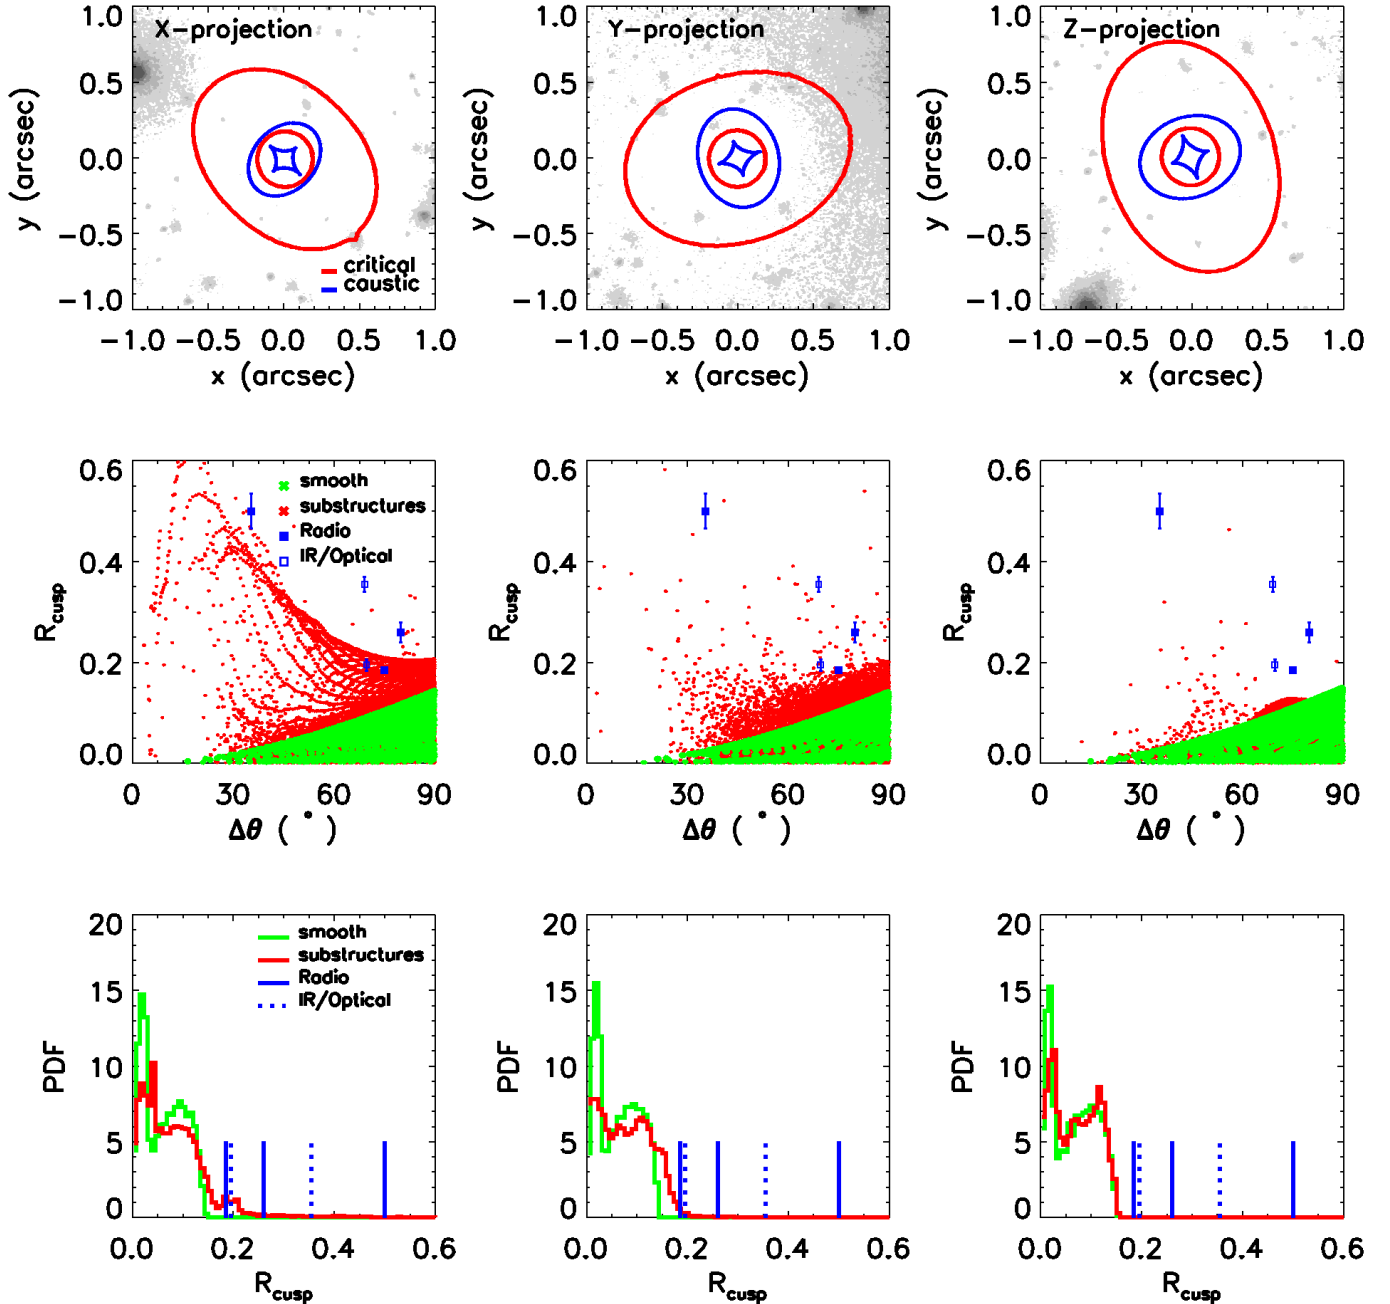 X-projection
1.0
0.5
0.0
-0.5
-1.0
y (arcsec)
critical
caustic
-1.0 -0.5 0.0 0.5 1.0
x (arcsec)
Y-projection
1.0
0.5
0.0
-0.5
-1.0
y (arcsec)
-1.0 -0.5 0.0 0.5 1.0
x (arcsec)
Z-projection
1.0
0.5
0.0
-0.5
-1.0
y (arcsec)
-1.0 -0.5 0.0 0.5 1.0
x (arcsec)
0.6
0.4
0.2
0.0
Rcusp
smooth
substructures
Radio
IR/Optical
0 30 60 90
Δθ ( ° )
0.6
0.4
0.2
0.0
Rcusp
0 30 60 90
Δθ ( ° )
0.6
0.4
0.2
0.0
Rcusp
0 30 60 90
Δθ ( ° )
20
15
10
5
0
PDF
smooth
substructures
Radio
IR/Optical
0.0 0.2 0.4 0.6
Rcusp
20
15
10
5
0
PDF
0.0 0.2 0.4 0.6
Rcusp
20
15
10
5
0
PDF
0.0 0.2 0.4 0.6
Rcusp